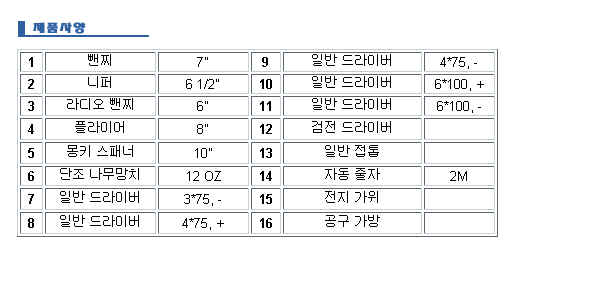 제품사양
1 뺀찌 7" 9 일반 드라이버 4*75, -
2 니퍼 6 1/2" 10 일반 드라이버 6*100, +
3 라디오 뺀찌 6" 11 일반 드라이버 6*100, -
4 플라이어 8" 12 검전 드라이버
5 몽키 스패너 10" 13 일반 접톱
6 단조 나무망치 12 OZ 14 자동 줄자 2M
7 일반 드라이버 3*75, - 15 전지 가위
8 일반 드라이버 4*75, + 16 공구 가방